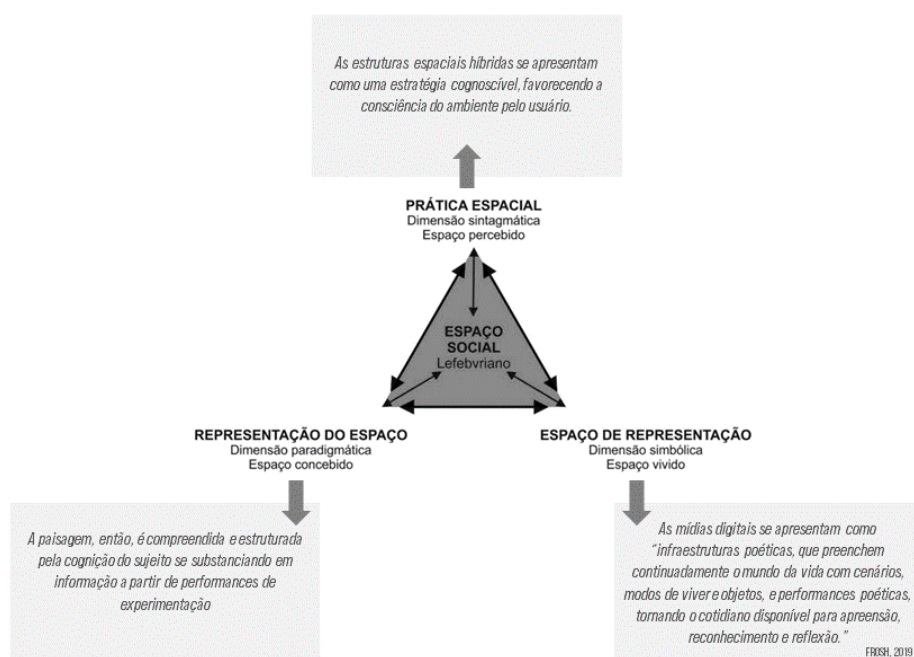 As estruturas espaciais híbridas se apresentam
como uma estratégia cognoscível, favorecendo a
consciência do ambiente pelo usuário.
PRÁTICA ESPACIAL
Dimensão sintagmática
Espaço percebido
ESPAÇO
SOCIAL
Lefebvriano
REPRESENTAÇÃO DO ESPAÇO
Dimensão paradigmática
Espaço concebido
ESPAÇO DE REPRESENTAÇÃO
Dimensão simbólica
Espaço vivido
A paisagem, então, é compreendida e estruturada
pela cognição do sujeito se substanciando em
informação a partir de performances de
experimentação
As mídias digitais se apresentam como
"infraestruturas poéticas, que preenchem
continuadamente o mundo da vida com cenários,
modos de viver e objetos, e performances poéticas,
tornando o cotidiano disponível para apreensão,
reconhecimento e reflexão."
FROSH, 2019